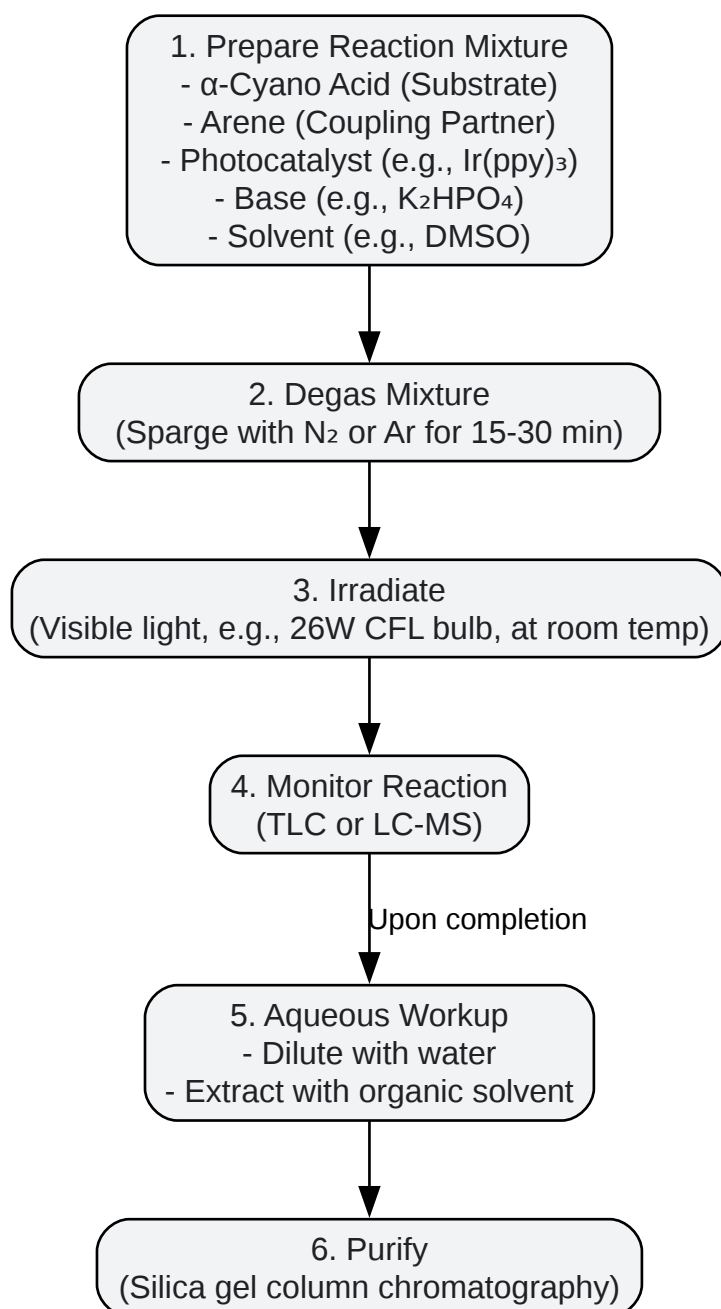 1. Prepare Reaction Mixture
- α-Cyano Acid (Substrate)
- Arene (Coupling Partner)
- Photocatalyst (e.g., Ir(ppy)₃)
- Base (e.g., K₂HPO₄)
- Solvent (e.g., DMSO)
2. Degas Mixture
(Sparge with N₂ or Ar for 15-30 min)
3. Irradiate
(Visible light, e.g., 26W CFL bulb, at room temp)
4. Monitor Reaction
(TLC or LC-MS)
Upon completion
5. Aqueous Workup
- Dilute with water
- Extract with organic solvent
6. Purify
(Silica gel column chromatography)